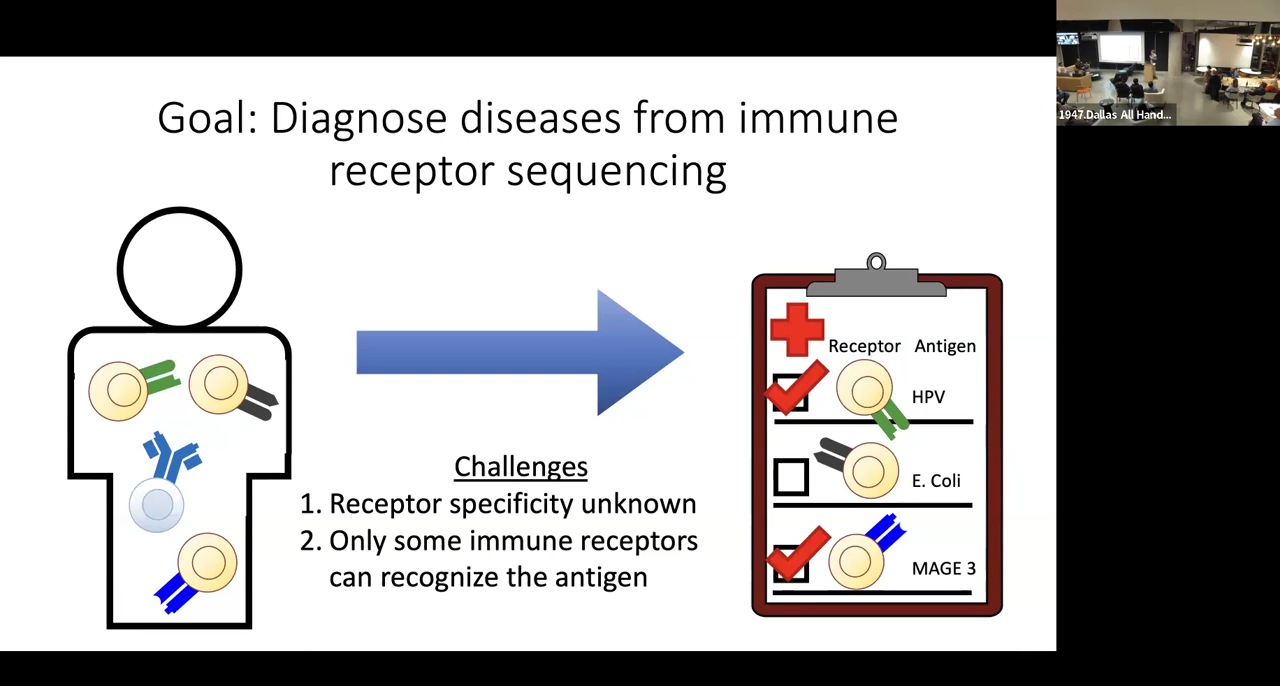 Goal: Diagnose diseases from immune
receptor sequencing
1947.Dallas All Hand...
Receptor Antigen
HPV
E. Coli
MAGE 3
Challenges
1. Receptor specificity unknown
2. Only some immune receptors
can recognize the antigen